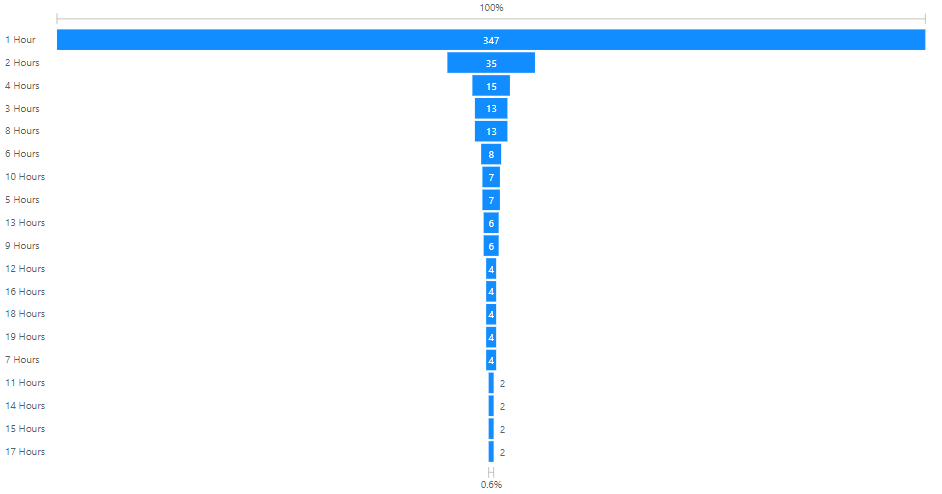 100%
1 Hour 347
2 Hours 35
4 Hours 15
3 Hours 13
8 Hours 13
6 Hours 8
10 Hours 7
5 Hours 7
13 Hours 6
9 Hours 6
12 Hours 4
16 Hours 4
18 Hours 4
19 Hours 4
7 Hours 4
11 Hours 2
14 Hours 2
15 Hours 2
17 Hours 2
0.6%